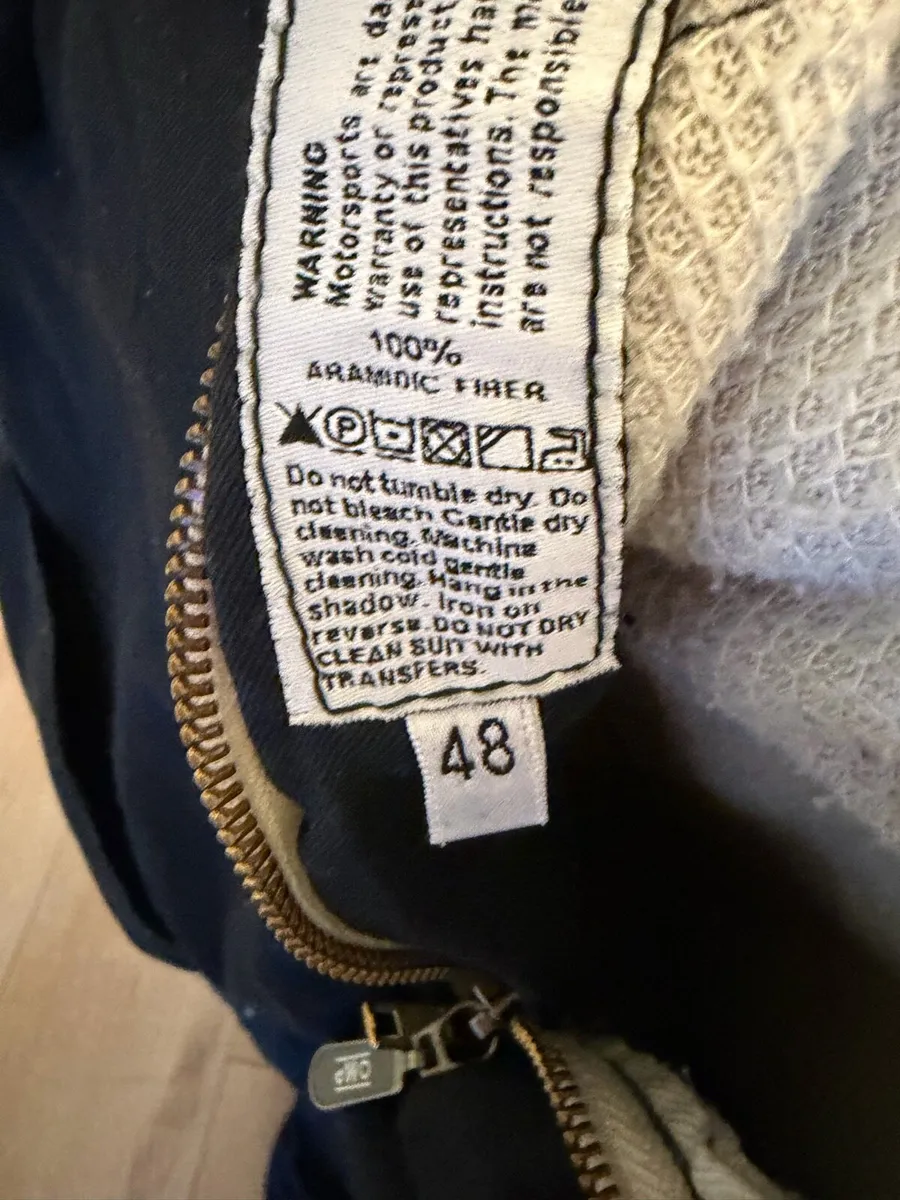 WARNING
Motorsports are da
warranty or repres
use of this product
representatives ha
instructions. The m
are not responsible
100%
ARAMIDIC FIBER
P
Do not tumble dry. Do
not bleach Gentle dry
cleaning. Machine
wash cold gentle
cleaning. Hang in the
shadow. Iron on
reverse. DO NOT DRY
CLEAN SUIT WITH
TRANSFERS.
48
OMP